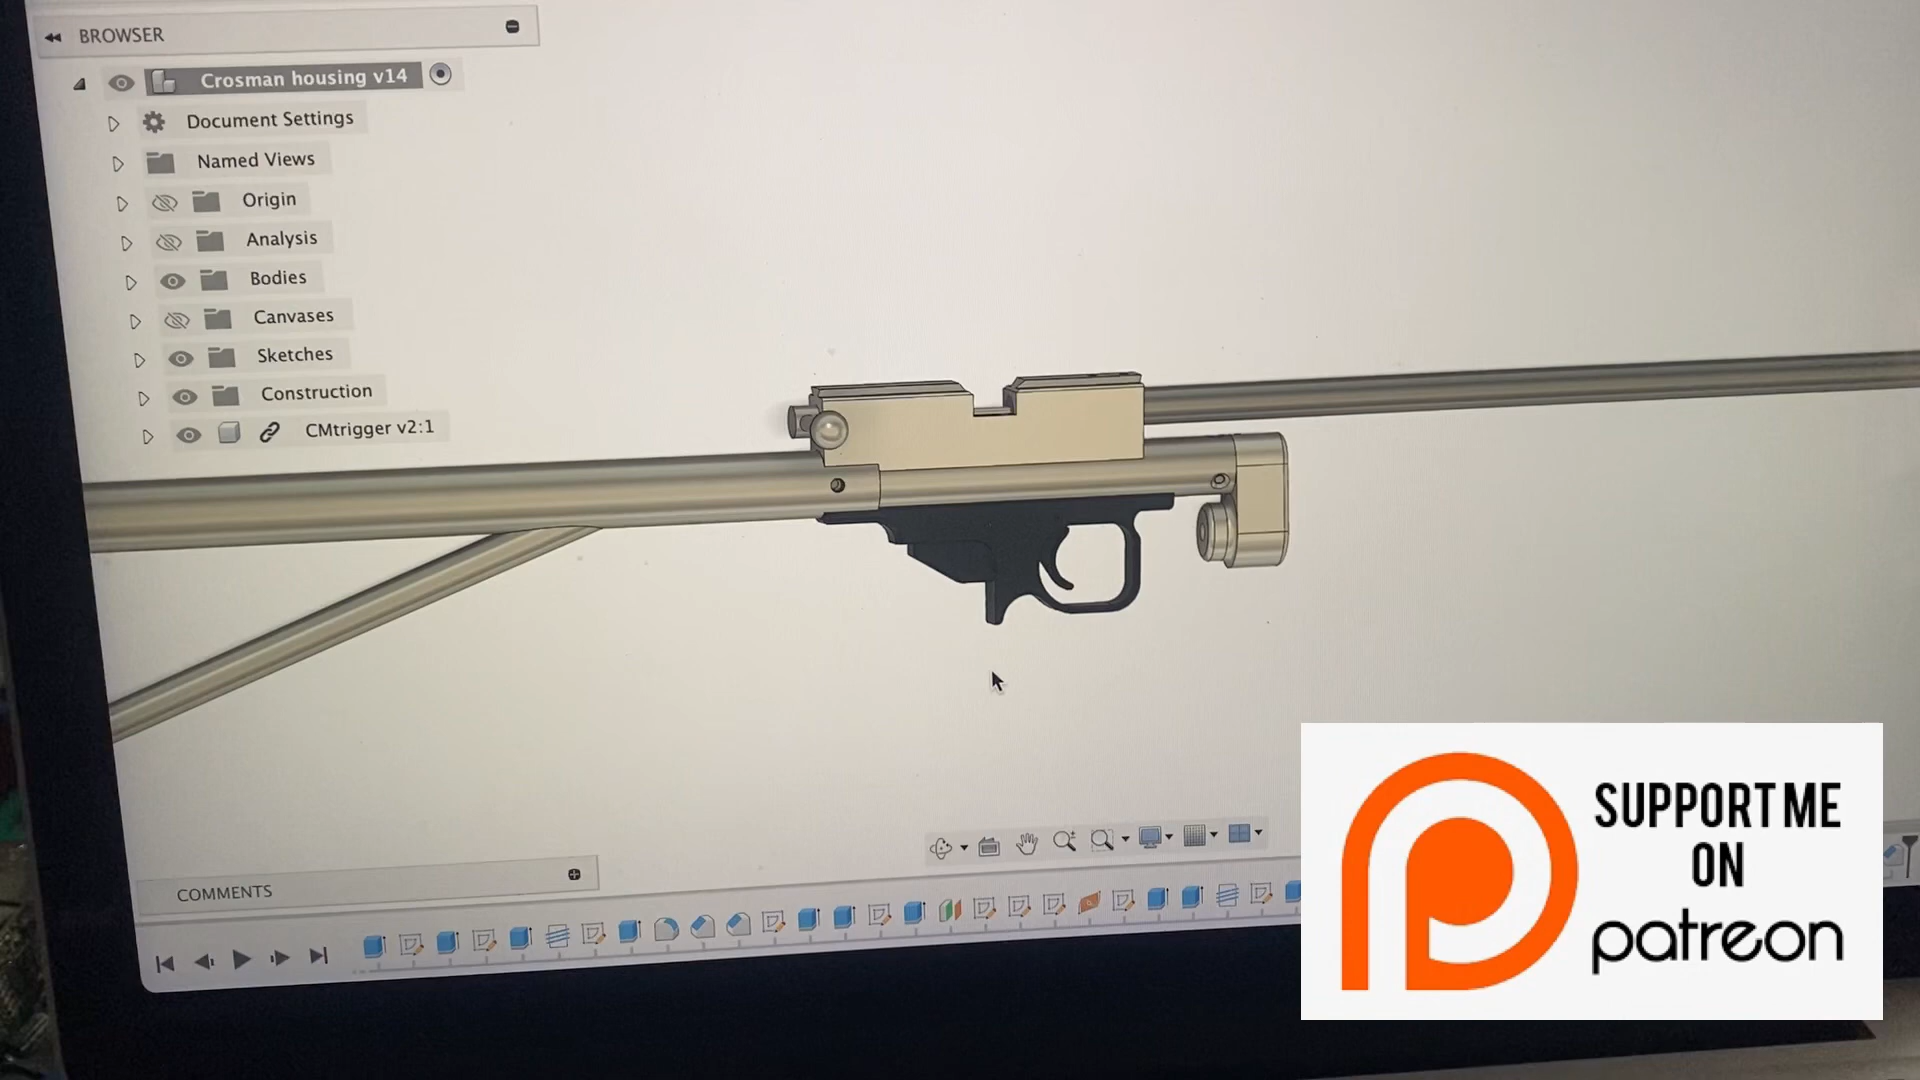 BROWSER
Crosman housing v14
Document Settings
Named Views
Origin
Analysis
Bodies
Canvases
Sketches
Construction
CMtrigger v2:1
COMMENTS
SUPPORT ME
ON
patreon